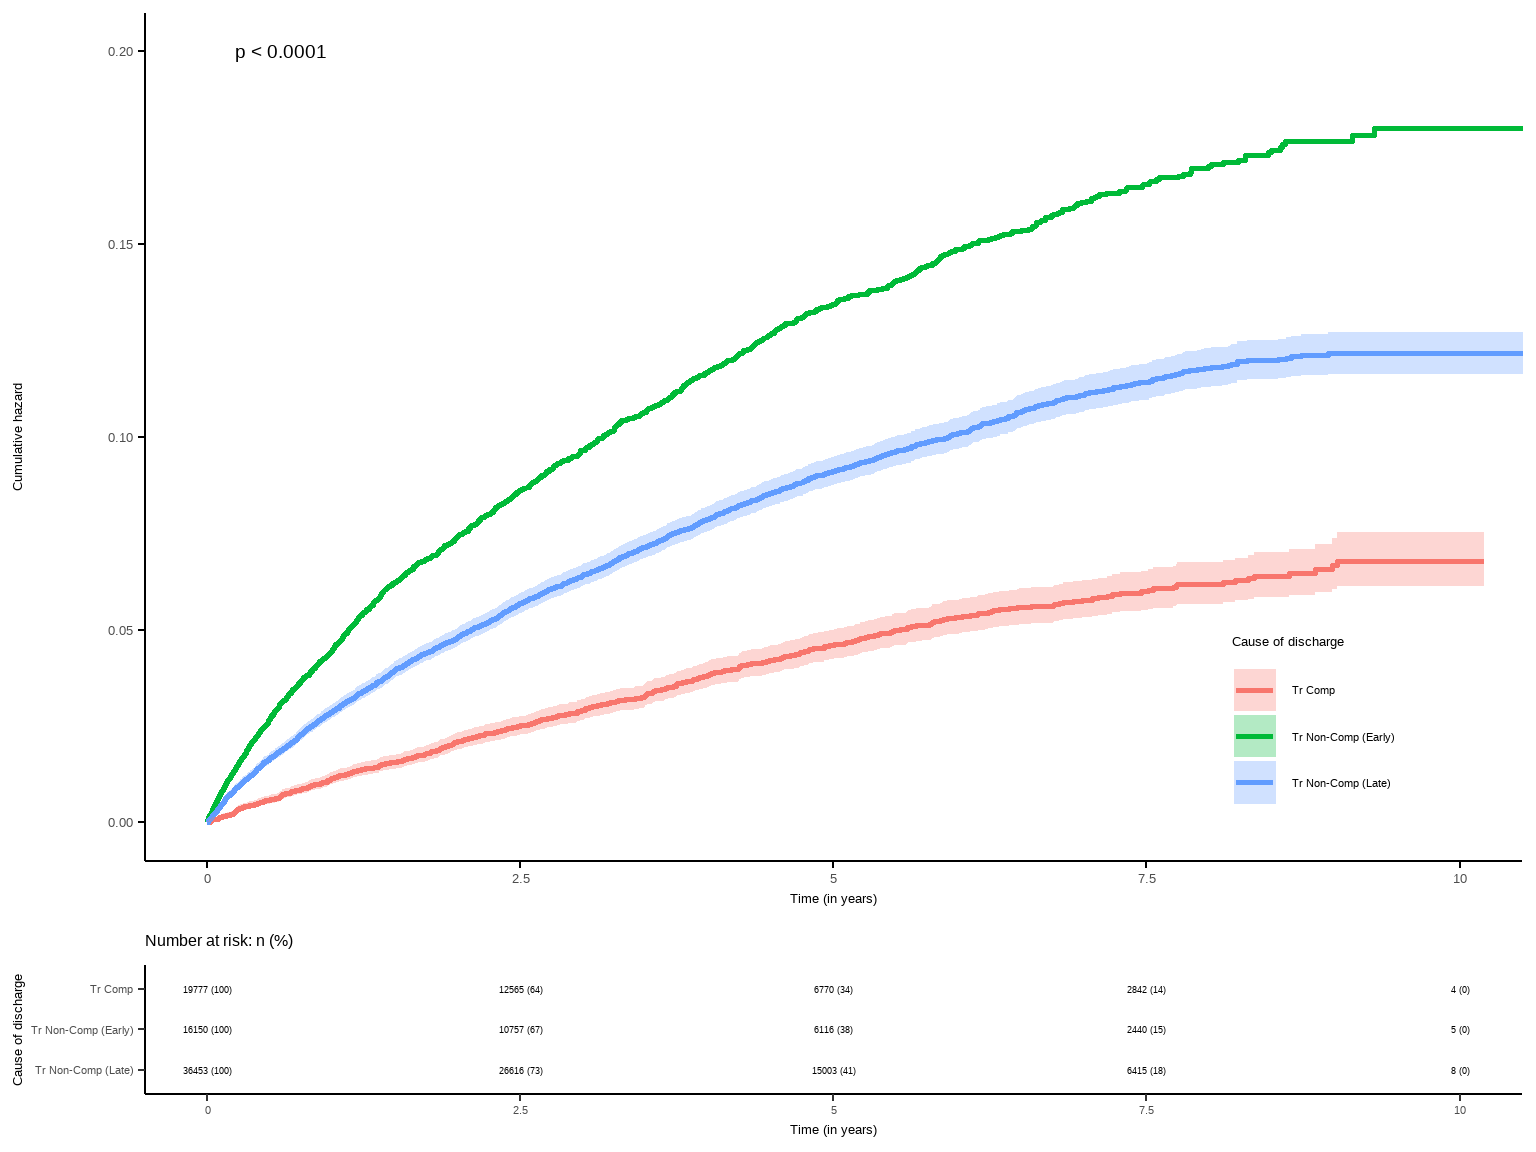 p < 0.0001
0.20
0.15
0.10
0.05
0.00
Cumulative hazard
0 2.5 5 7.5 10
Time (in years)
Cause of discharge
Tr Comp
Tr Non-Comp (Early)
Tr Non-Comp (Late)
Number at risk: n (%)
Cause of discharge
Tr Comp 19777 (100) 12565 (64) 6770 (34) 2842 (14) 4 (0)
Tr Non-Comp (Early) 16150 (100) 10757 (67) 6116 (38) 2440 (15) 5 (0)
Tr Non-Comp (Late) 36453 (100) 26616 (73) 15003 (41) 6415 (18) 8 (0)
0 2.5 5 7.5 10
Time (in years)